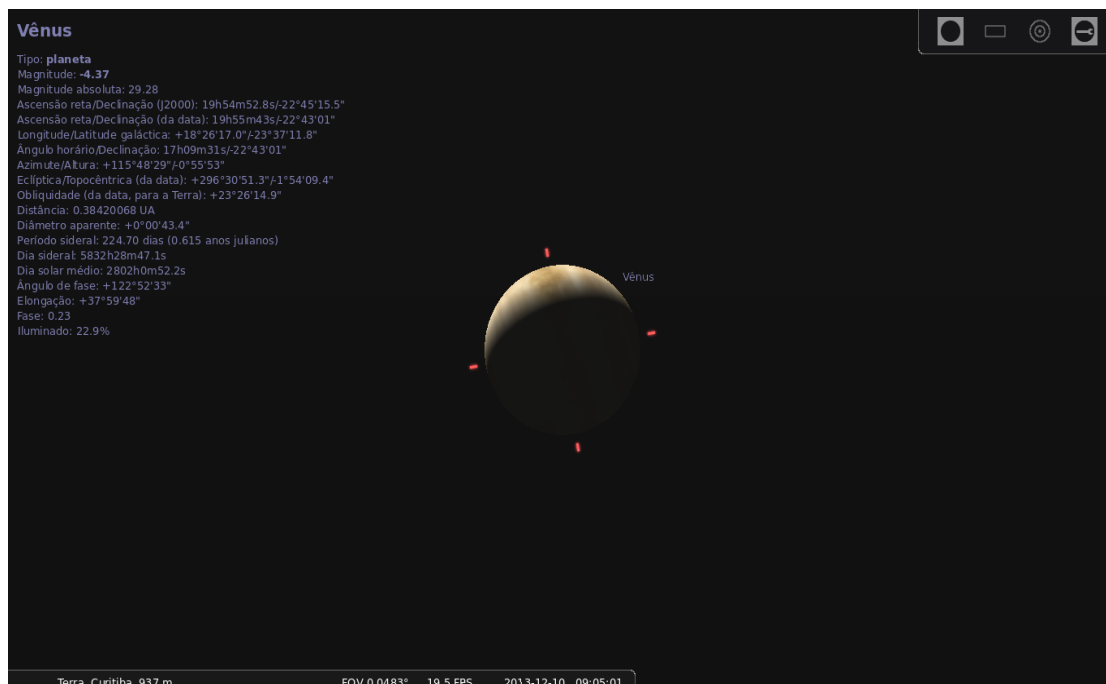 Vênus
Tipo: planeta
Magnitude: -4.37
Magnitude absoluta: 29.28
Ascensão reta/Declinação (J2000): 19h54m52.8s/-22°45'15.5"
Ascensão reta/Declinação (da data): 19h55m43s/-22°43'01"
Longitude/Latitude galáctica: +18°26'17.0"/-23°37'11.8"
Ângulo horário/Declinação: 17h09m31s/-22°43'01"
Azimute/Altura: +115°48'29"/-0°55'53"
Eclíptica/Topocêntrica (da data): +296°30'51.3"/-1°54'09.4"
Obliquidade (da data, para a Terra): +23°26'14.9"
Distância: 0.38420068 UA
Diâmetro aparente: +0°00'43.4"
Período sideral: 224.70 dias (0.615 anos julianos)
Dia sideral: 5832h28m47.1s
Dia solar médio: 2802h0m52.2s
Ângulo de fase: +122°52'33"
Elongação: +37°59'48"
Fase: 0.23
Iluminado: 22.9%
Vênus
Terra, Curitiba, 937 m FOV 0.0483° 19.5 FPS 2013-12-10 09:05:01